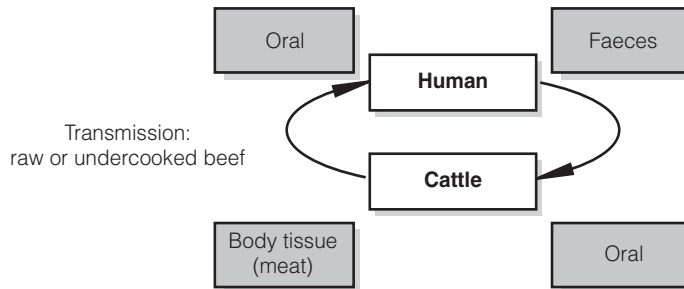 Oral
Faeces
Human
Transmission:
raw or undercooked beef
Cattle
Body tissue
(meat)
Oral